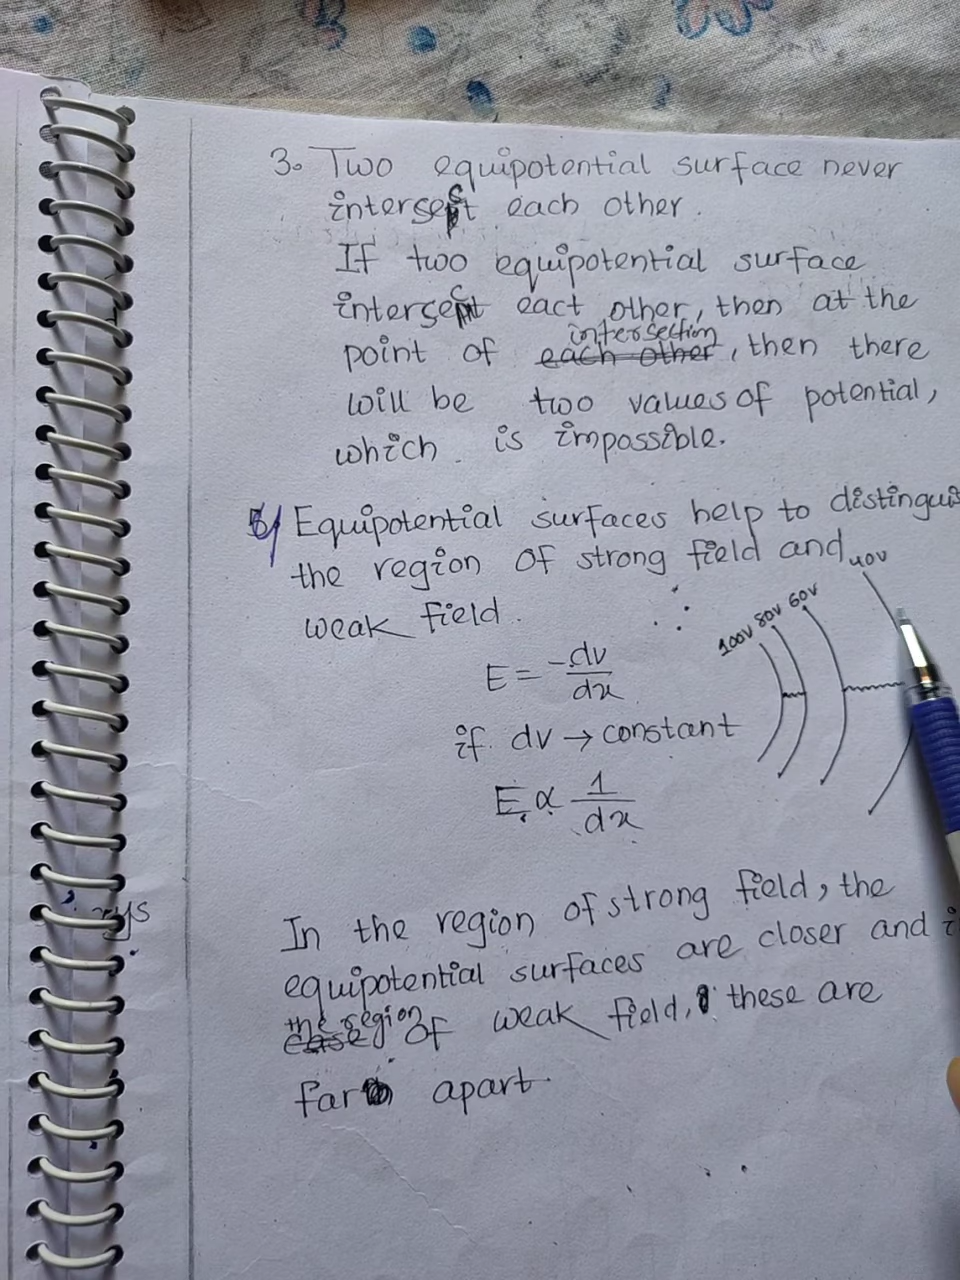 3. Two equipotential surface never
intersect each other.
If two equipotential surface
intersect eact other, then at the
intersection
point of each other, then there
will be two values of potential,
which is impossible.
Equipotential surfaces help to distinguis
the region of strong field and
weak field.
40V
100V 80V 60V
E = -dv/dx
if dv → constant
E ∝ 1/dx
rys
In the region of strong field, the
equipotential surfaces are closer and i
the region
case of weak field, these are
far apart